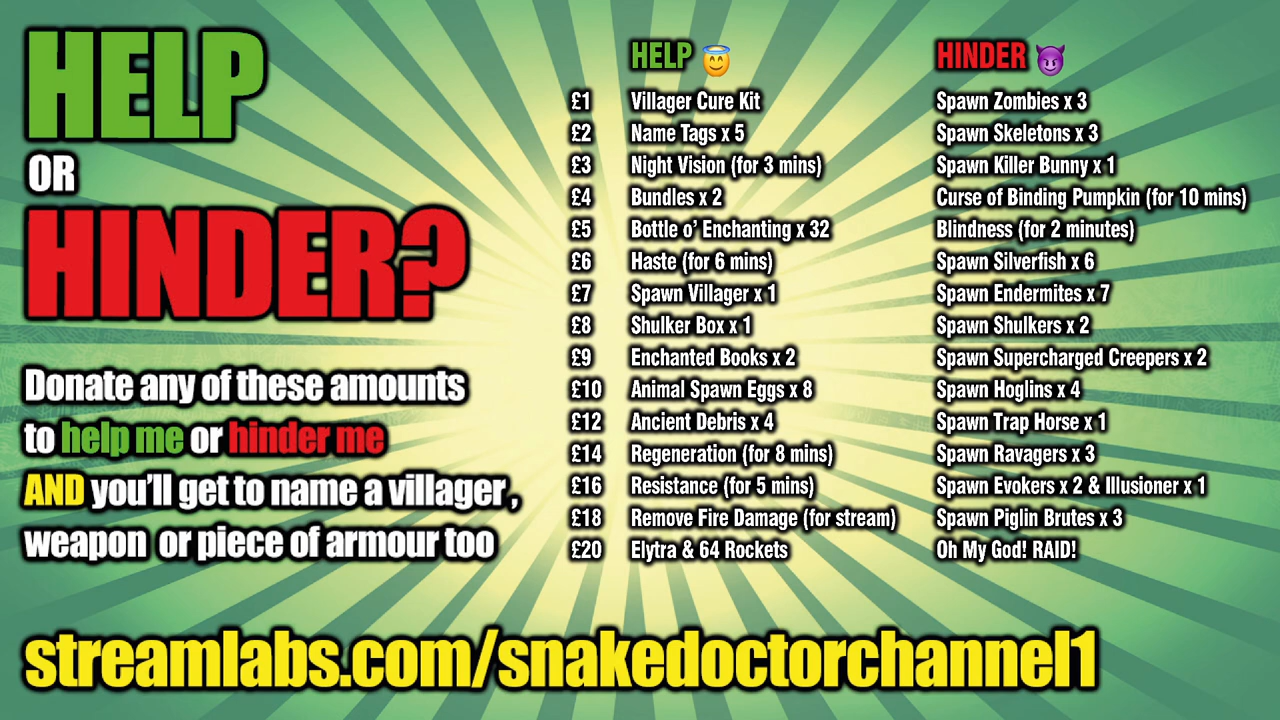 HELP
OR
HINDER?
Donate any of these amounts
to help me or hinder me
AND you'll get to name a villager,
weapon or piece of armour too
HELP 😇 HINDER 😈
£1 Villager Cure Kit Spawn Zombies x 3
£2 Name Tags x 5 Spawn Skeletons x 3
£3 Night Vision (for 3 mins) Spawn Killer Bunny x 1
£4 Bundles x 2 Curse of Binding Pumpkin (for 10 mins)
£5 Bottle o' Enchanting x 32 Blindness (for 2 minutes)
£6 Haste (for 6 mins) Spawn Silverfish x 6
£7 Spawn Villager x 1 Spawn Endermites x 7
£8 Shulker Box x 1 Spawn Shulkers x 2
£9 Enchanted Books x 2 Spawn Supercharged Creepers x 2
£10 Animal Spawn Eggs x 8 Spawn Hoglins x 4
£12 Ancient Debris x 4 Spawn Trap Horse x 1
£14 Regeneration (for 8 mins) Spawn Ravagers x 3
£16 Resistance (for 5 mins) Spawn Evokers x 2 & Illusioner x 1
£18 Remove Fire Damage (for stream) Spawn Piglin Brutes x 3
£20 Elytra & 64 Rockets Oh My God! RAID!
streamlabs.com/snakedoctorchannel1